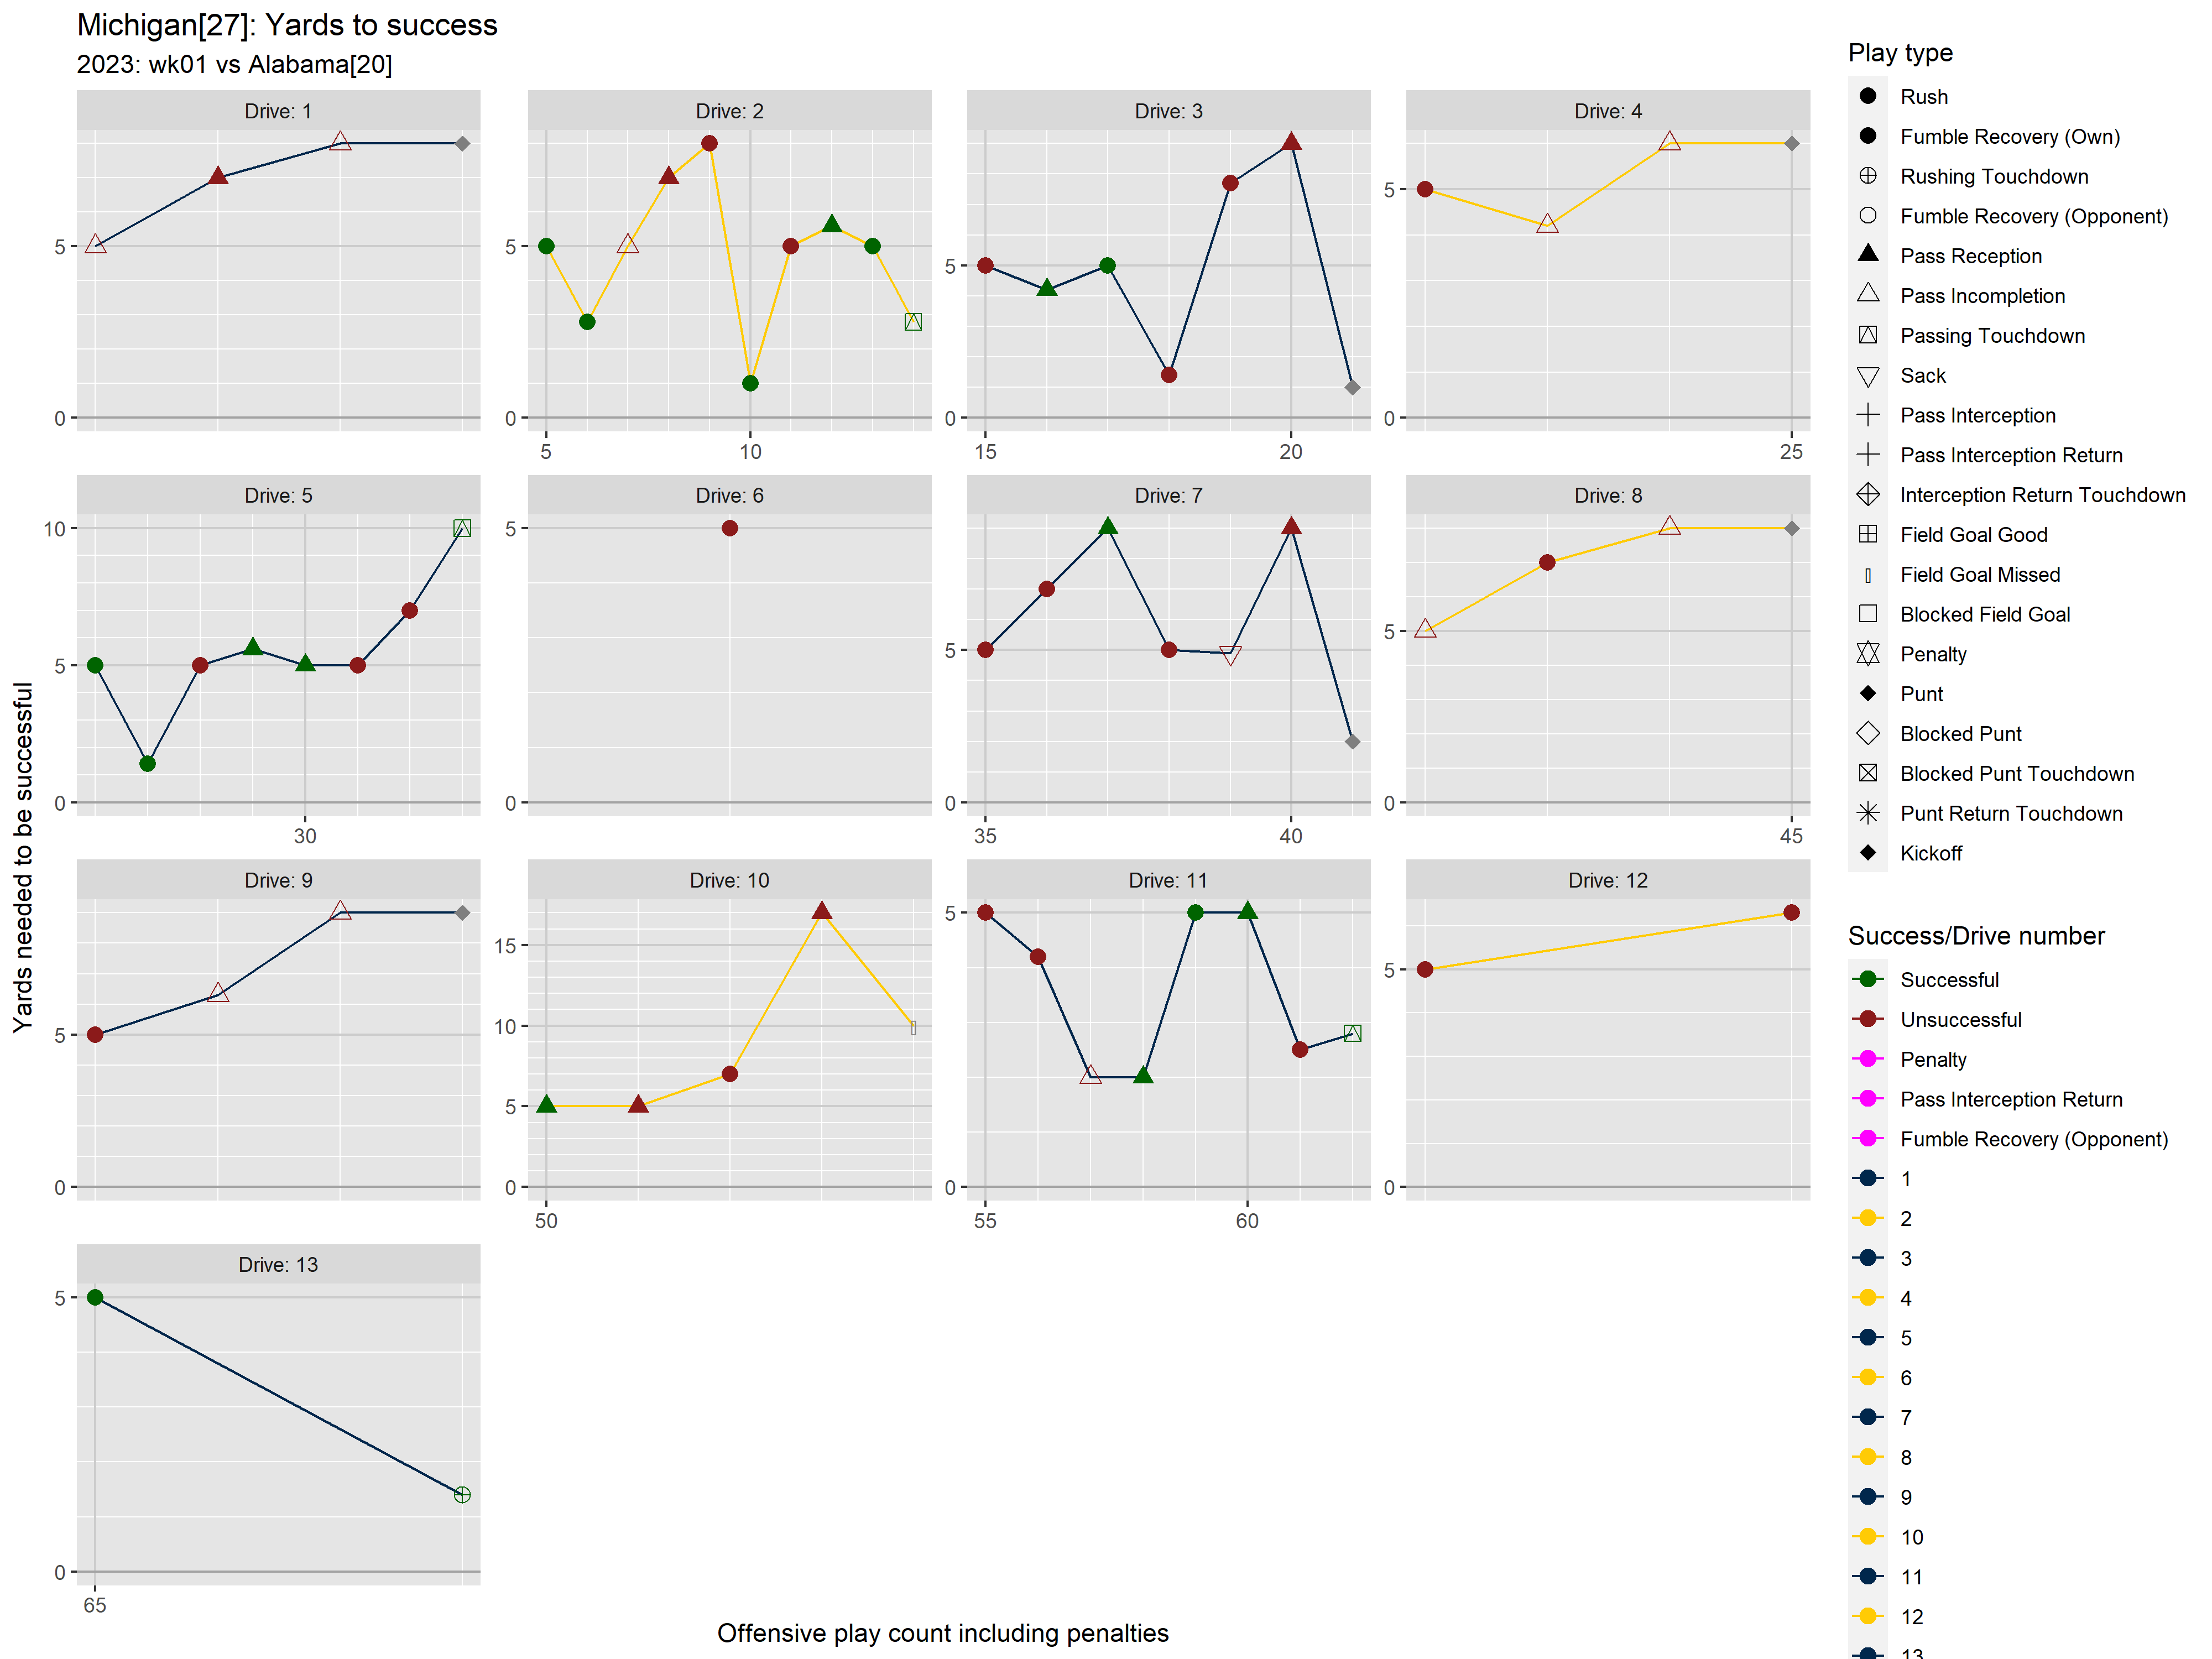 Michigan[27]: Yards to success
2023: wk01 vs Alabama[20]
Drive: 1
Drive: 2
Drive: 3
Drive: 4
5
0
5
0
5
10
5
0
15
20
5
0
25
Drive: 5
Drive: 6
Drive: 7
Drive: 8
10
5
0
30
5
0
5
0
35
40
5
0
45
Drive: 9
Drive: 10
Drive: 11
Drive: 12
5
0
15
10
5
0
50
5
0
55
60
5
0
Drive: 13
5
0
65
Yards needed to be successful
Offensive play count including penalties
Play type
Rush
Fumble Recovery (Own)
Rushing Touchdown
Fumble Recovery (Opponent)
Pass Reception
Pass Incompletion
Passing Touchdown
Sack
Pass Interception
Pass Interception Return
Interception Return Touchdown
Field Goal Good
Field Goal Missed
Blocked Field Goal
Penalty
Punt
Blocked Punt
Blocked Punt Touchdown
Punt Return Touchdown
Kickoff
Success/Drive number
Successful
Unsuccessful
Penalty
Pass Interception Return
Fumble Recovery (Opponent)
1
2
3
4
5
6
7
8
9
10
11
12
13